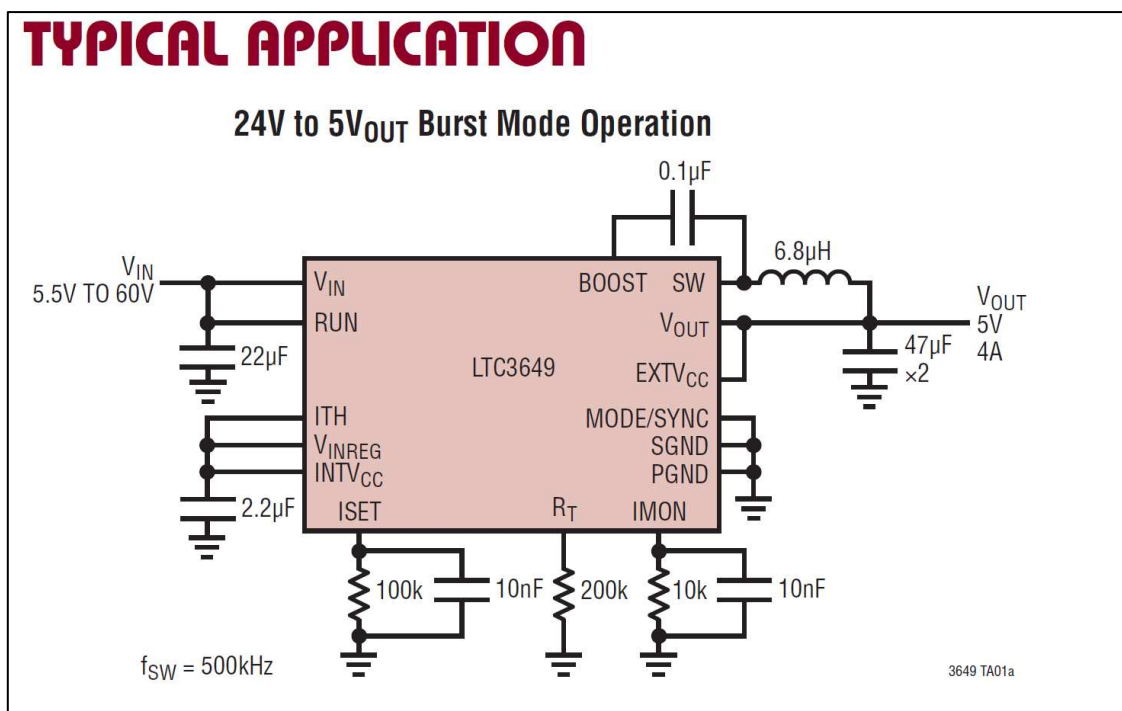 TYPICAL APPLICATION
24V to 5VOUT Burst Mode Operation
0.1µF
6.8µH
VIN
5.5V TO 60V
VIN
BOOST
SW
VOUT
5V
4A
RUN
VOUT
22µF
LTC3649
47µF
×2
EXTVCC
ITH
MODE/SYNC
VINREG
SGND
INTVCC
PGND
2.2µF
ISET
RT
IMON
100k
10nF
200k
10k
10nF
fSW = 500kHz
3649 TA01a